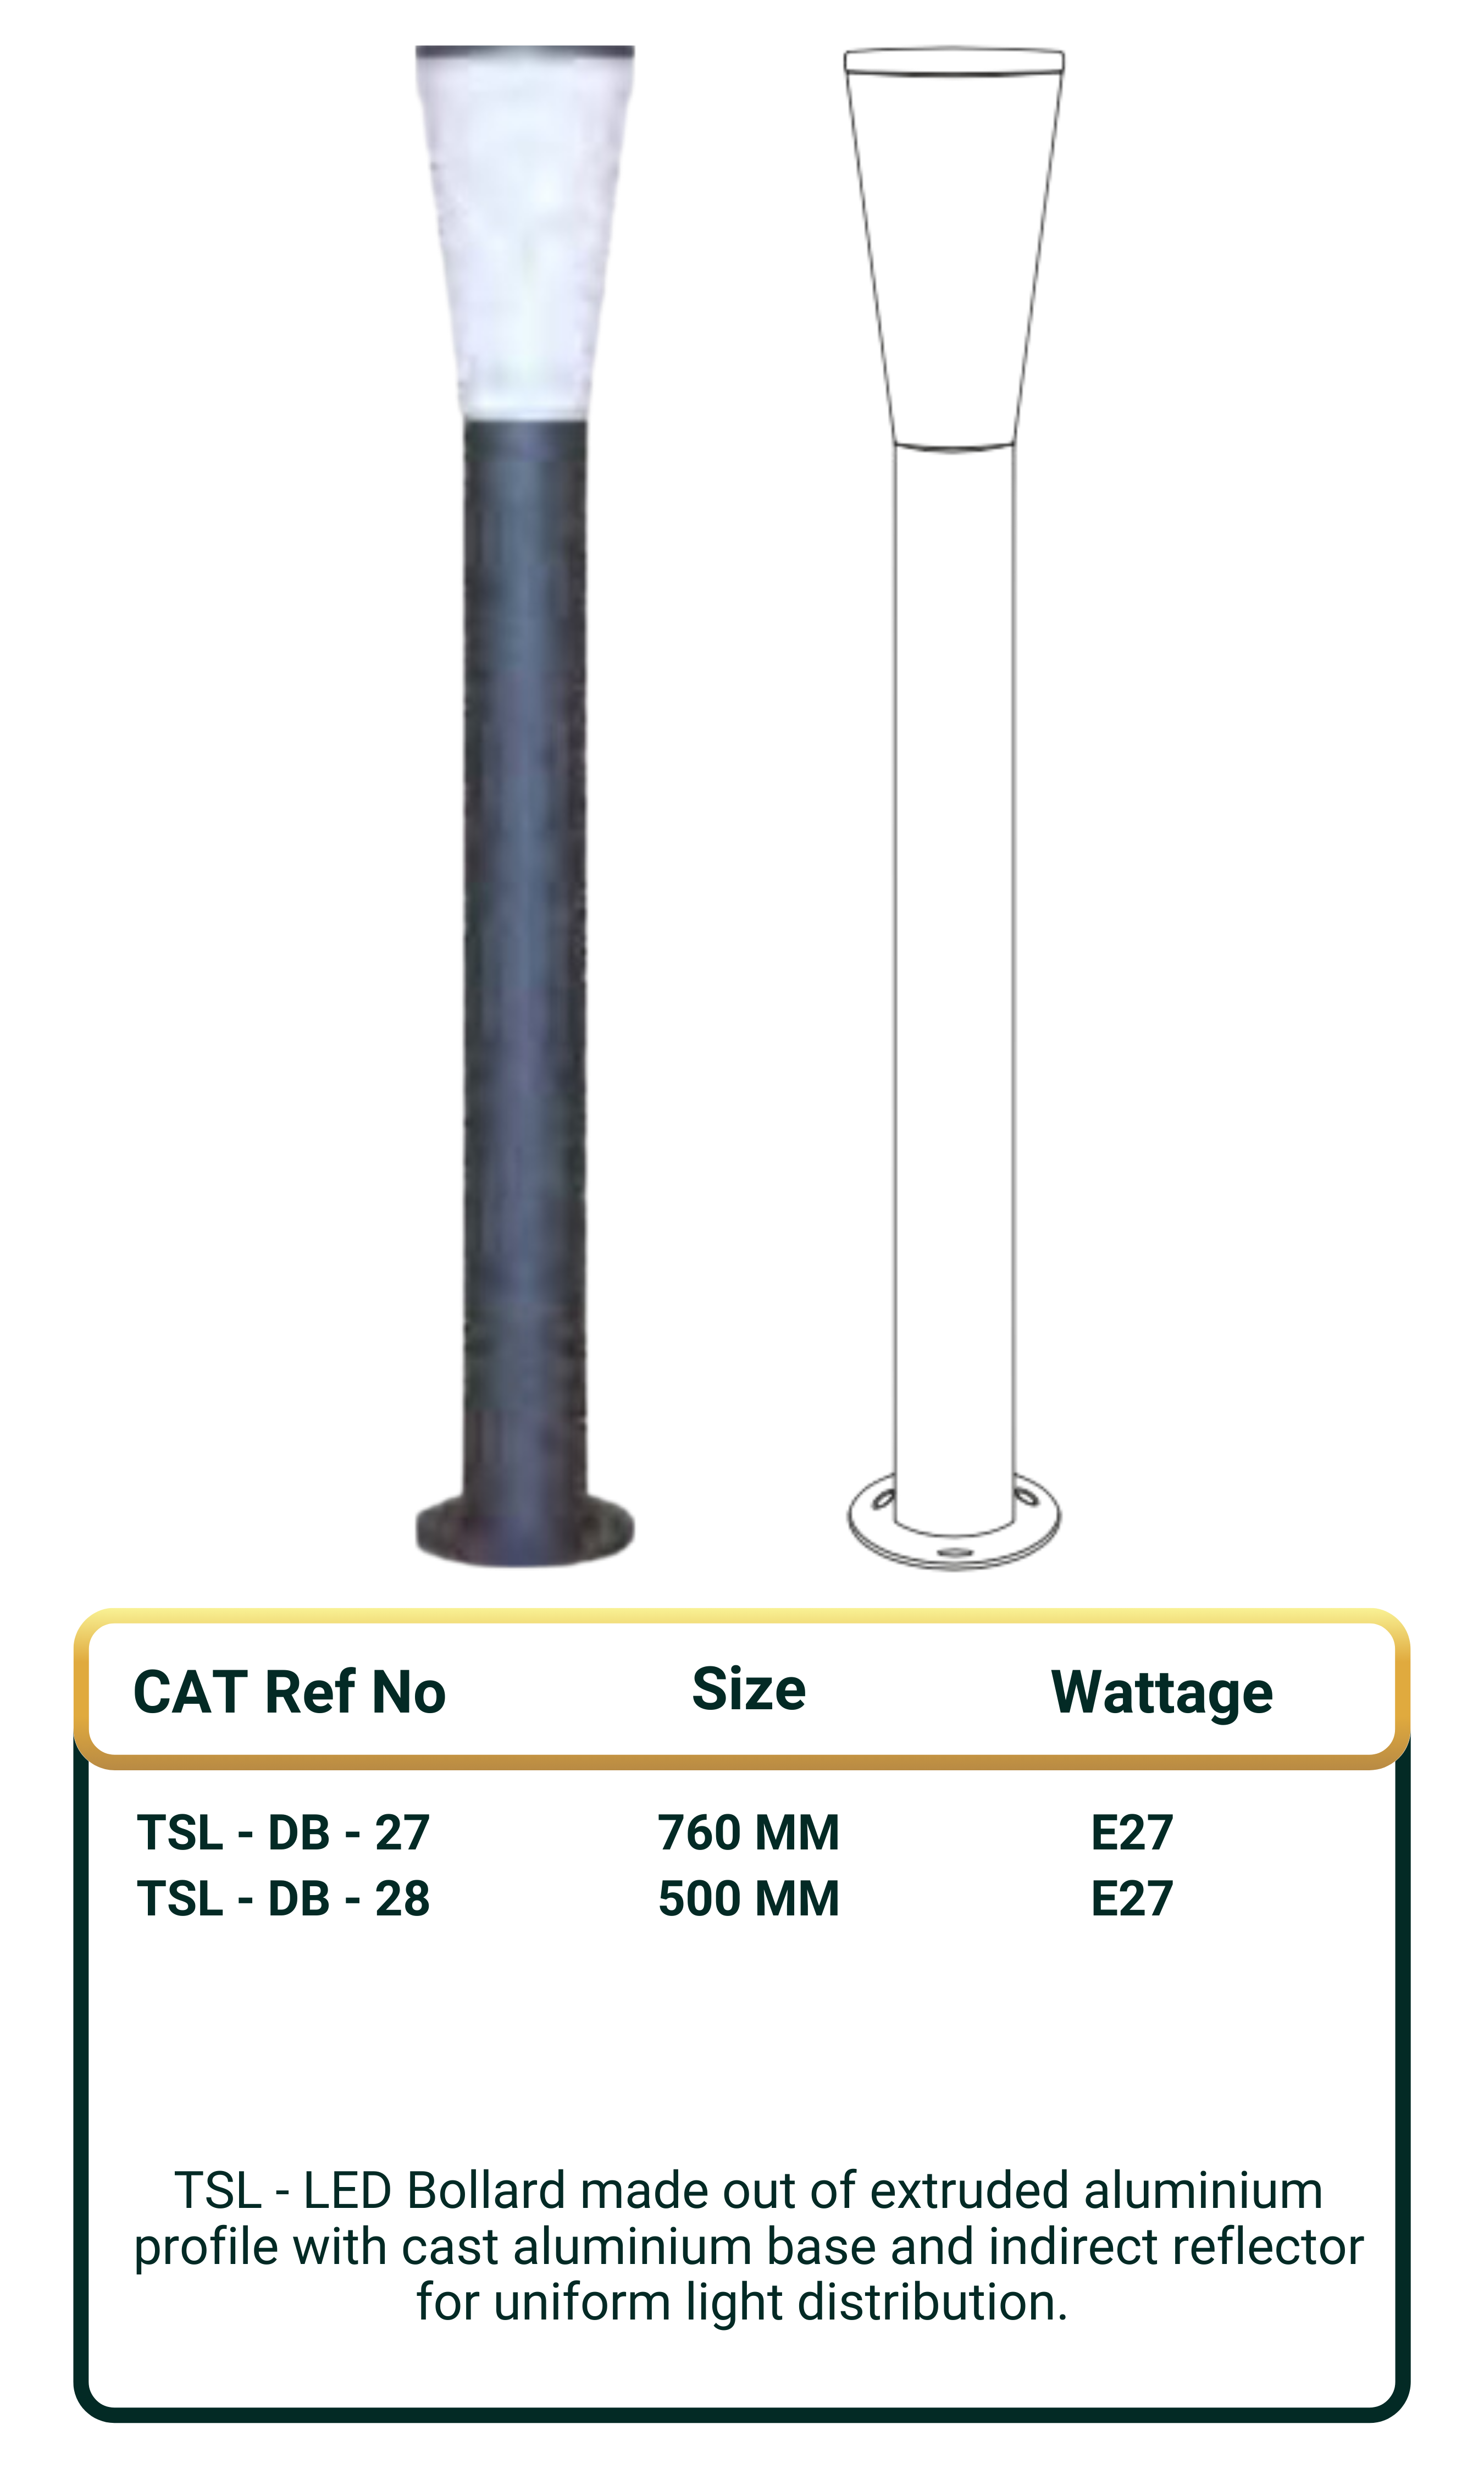 CAT Ref No Size Wattage
TSL - DB - 27 760 MM E27
TSL - DB - 28 500 MM E27
TSL - LED Bollard made out of extruded aluminium
profile with cast aluminium base and indirect reflector
for uniform light distribution.